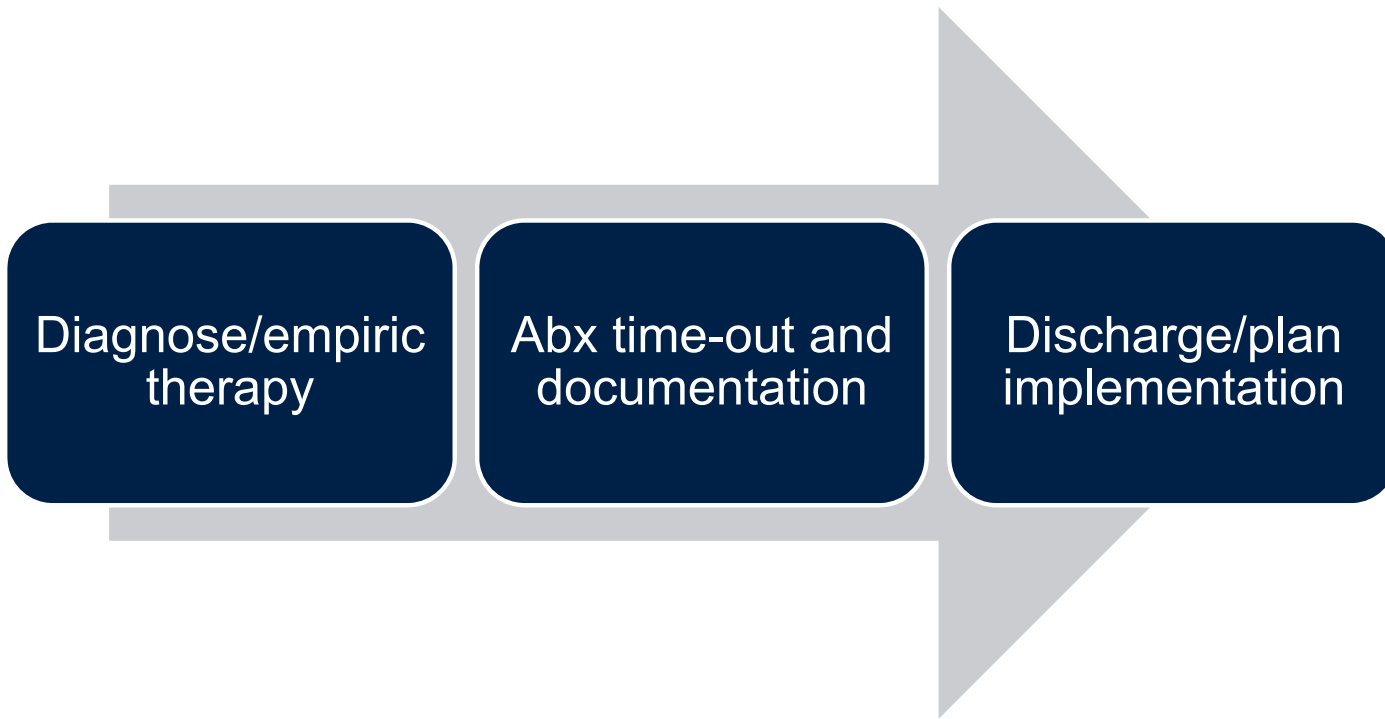 Diagnose/empiric
therapy
Abx time-out and
documentation
Discharge/plan
implementation